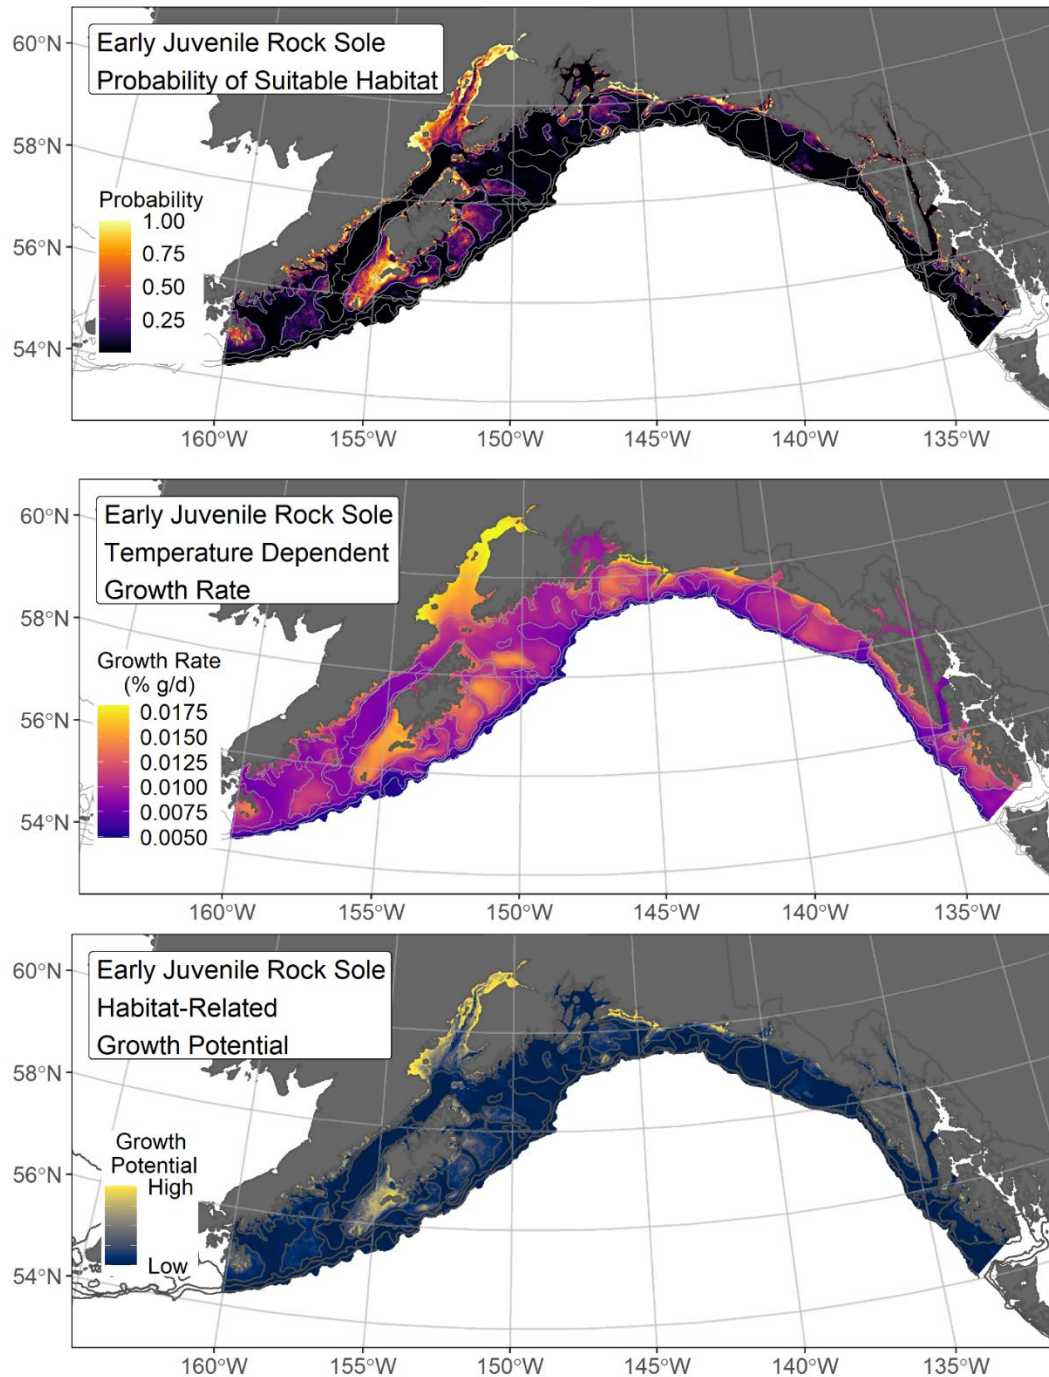 Early Juvenile Rock Sole
Probability of Suitable Habitat
60°N
58°N
56°N
54°N
Probability
1.00
0.75
0.50
0.25
160°W
155°W
150°W
145°W
140°W
135°W
Early Juvenile Rock Sole
Temperature Dependent
Growth Rate
60°N
58°N
56°N
54°N
Growth Rate
(% g/d)
0.0175
0.0150
0.0100
0.0075
0.0050
160°W
155°W
150°W
145°W
140°W
135°W
Early Juvenile Rock Sole
Habitat-Related
Growth Potential
60°N
58°N
56°N
54°N
Growth
Potential
High
Low
160°W
155°W
150°W
145°W
140°W
135°W